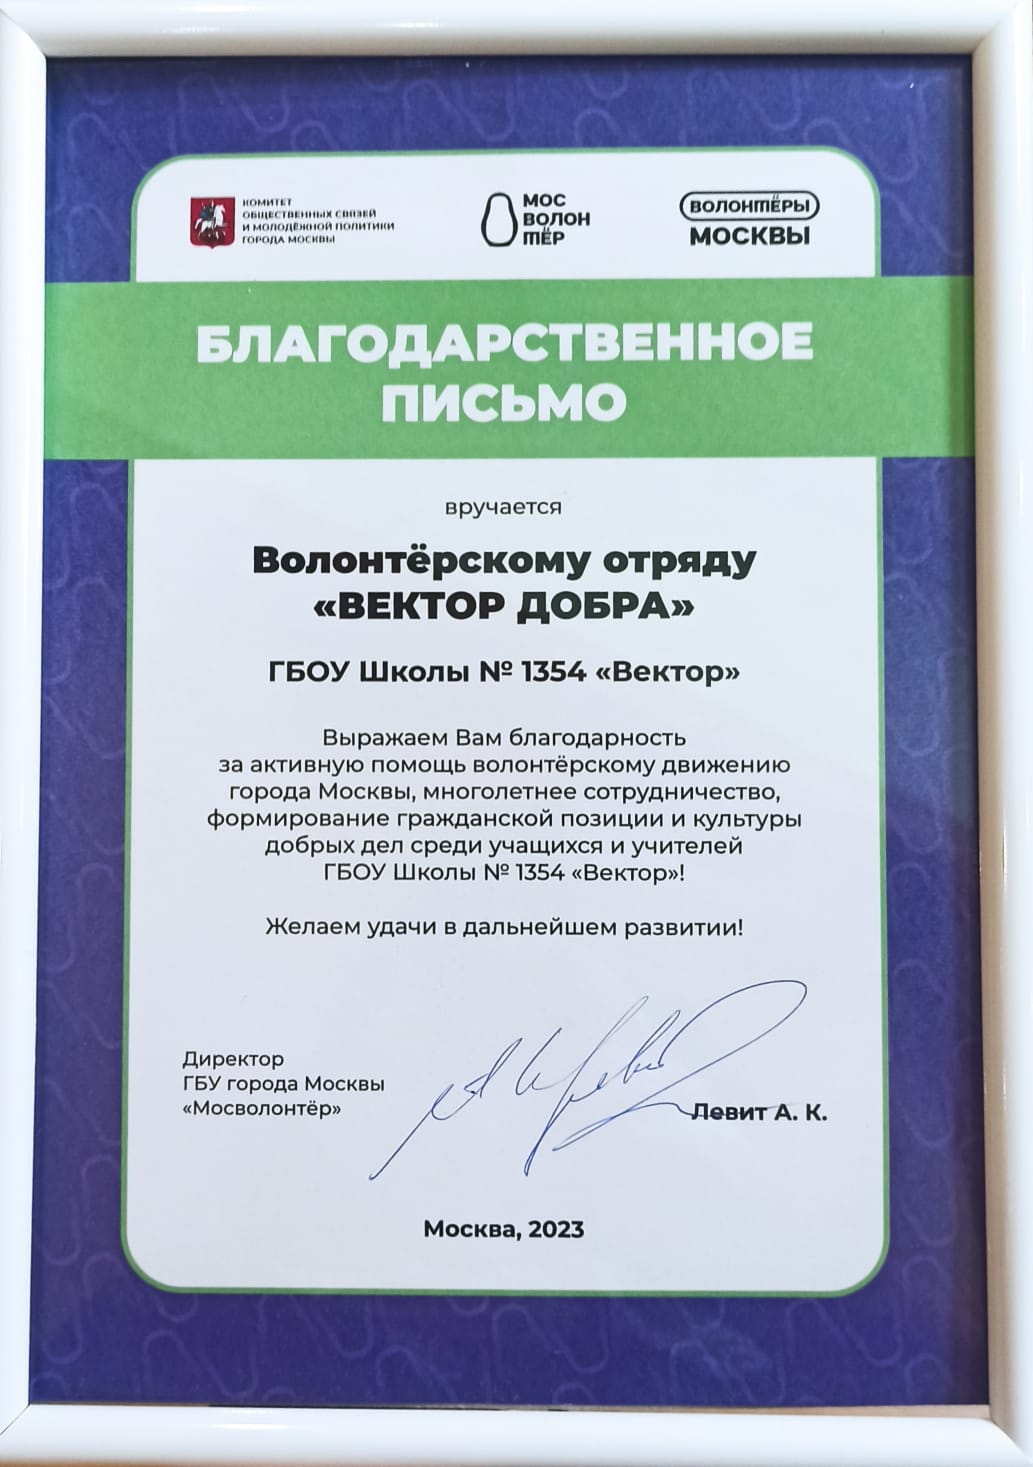 КОМИТЕТ
ОБЩЕСТВЕННЫХ СВЯЗЕЙ
И МОЛОДЁЖНОЙ ПОЛИТИКИ
ГОРОДА МОСКВЫ
МОС
ВОЛОН
ТЁР
ВОЛОНТЁРЫ
МОСКВЫ
БЛАГОДАРСТВЕННОЕ
ПИСЬМО
вручается
Волонтёрскому отряду
«ВЕКТОР ДОБРА»
ГБОУ Школы № 1354 «Вектор»
Выражаем Вам благодарность
за активную помощь волонтёрскому движению
города Москвы, многолетнее сотрудничество,
формирование гражданской позиции и культуры
добрых дел среди учащихся и учителей
ГБОУ Школы № 1354 «Вектор»!
Желаем удачи в дальнейшем развитии!
Директор
ГБУ города Москвы
«Мосволонтёр»
Левит А. К.
Москва, 2023